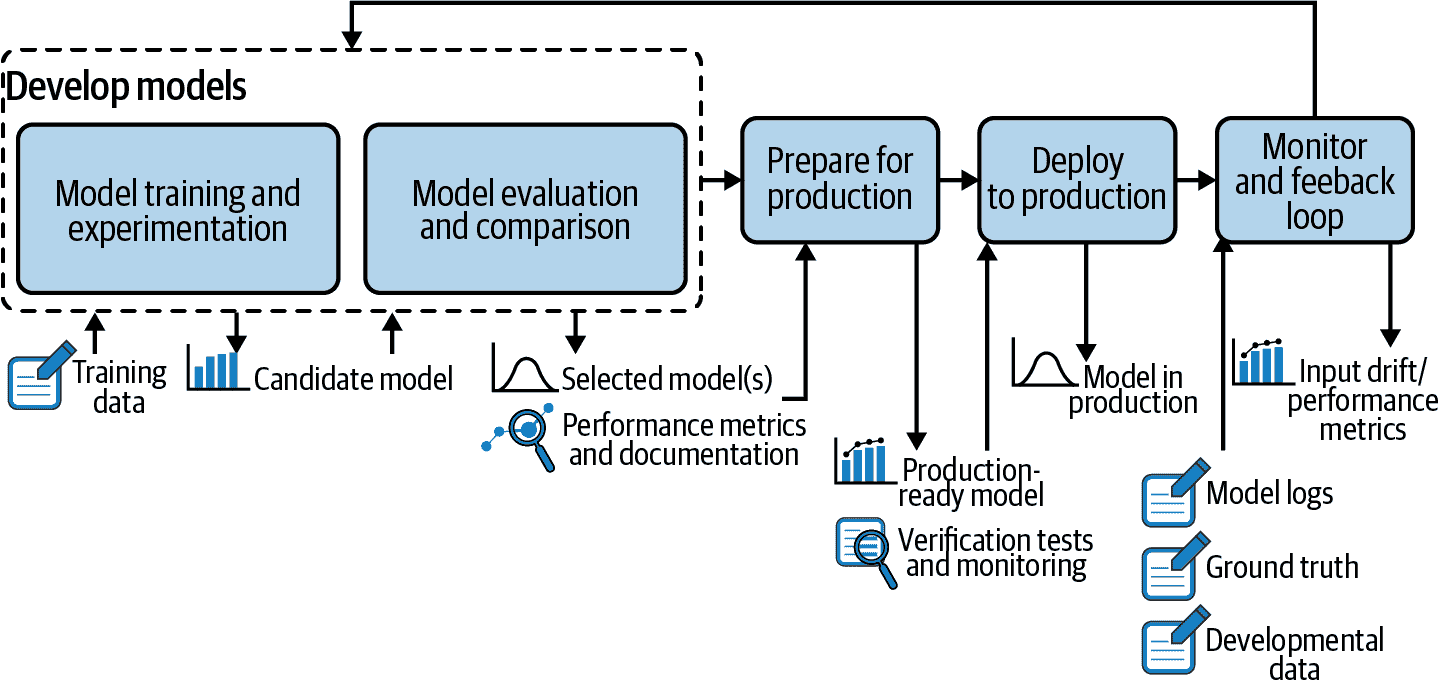 Develop models
Model training and
experimentation
Model evaluation
and comparison
Prepare for
production
Deploy
to production
Monitor
and feeback
loop
Training
data
Candidate model
Selected model(s)
Performance metrics
and documentation
Production-
ready model
Verification tests
and monitoring
Model in
production
Input drift/
performance
metrics
Model logs
Ground truth
Developmental
data